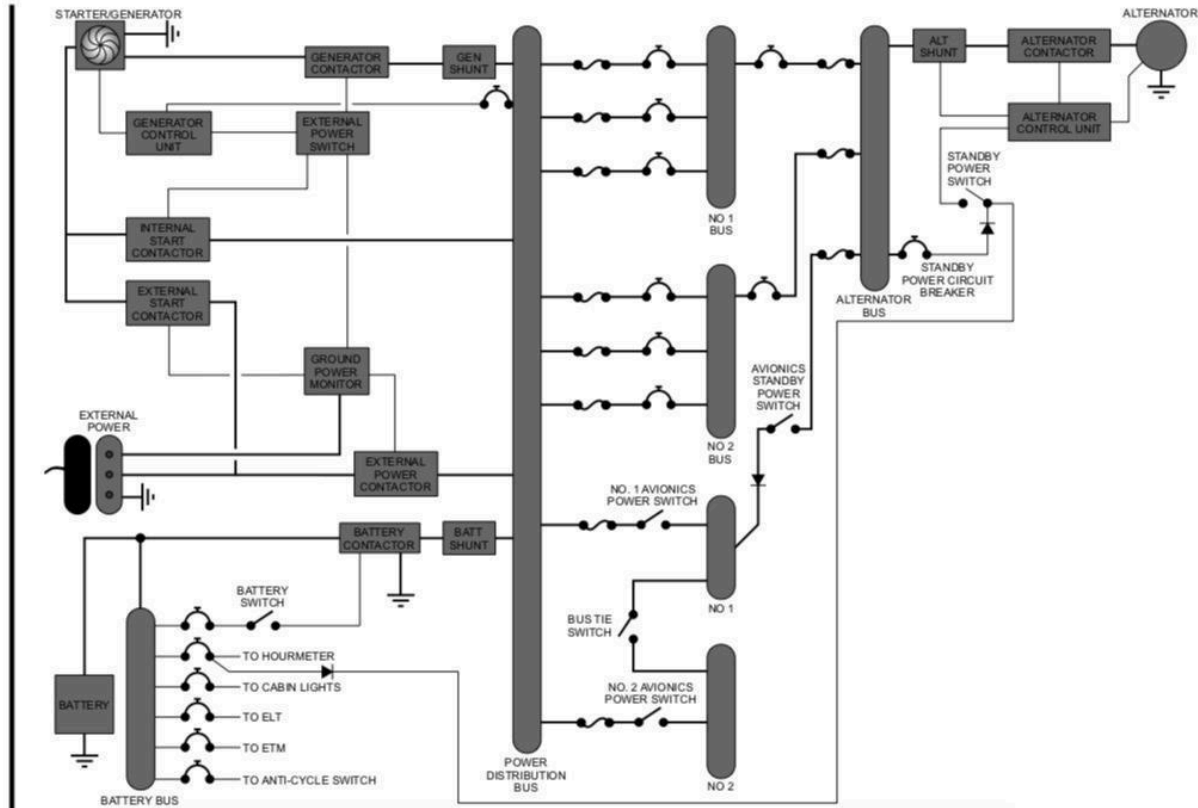 STARTER/GENERATOR
GENERATOR
CONTACTOR
GEN
SHUNT
GENERATOR
CONTROL
UNIT
EXTERNAL
POWER
SWITCH
INTERNAL
START
CONTACTOR
EXTERNAL
START
CONTACTOR
GROUND
POWER
MONITOR
EXTERNAL
POWER
EXTERNAL
POWER
CONTACTOR
BATTERY
CONTACTOR
BATT
SHUNT
BATTERY
SWITCH
TO HOURMETER
TO CABIN LIGHTS
TO ELT
TO ETM
TO ANTI-CYCLE SWITCH
BATTERY
BATTERY BUS
POWER
DISTRIBUTION
BUS
NO 1
BUS
NO 2
BUS
NO. 1 AVIONICS
POWER SWITCH
NO 1
BUS TIE
SWITCH
NO. 2 AVIONICS
POWER SWITCH
NO 2
AVIONICS
STANDBY
POWER
SWITCH
ALTERNATOR
BUS
ALT
SHUNT
ALTERNATOR
CONTACTOR
ALTERNATOR
ALTERNATOR
CONTROL UNIT
STANDBY
POWER
SWITCH
STANDBY
POWER CIRCUIT
BREAKER